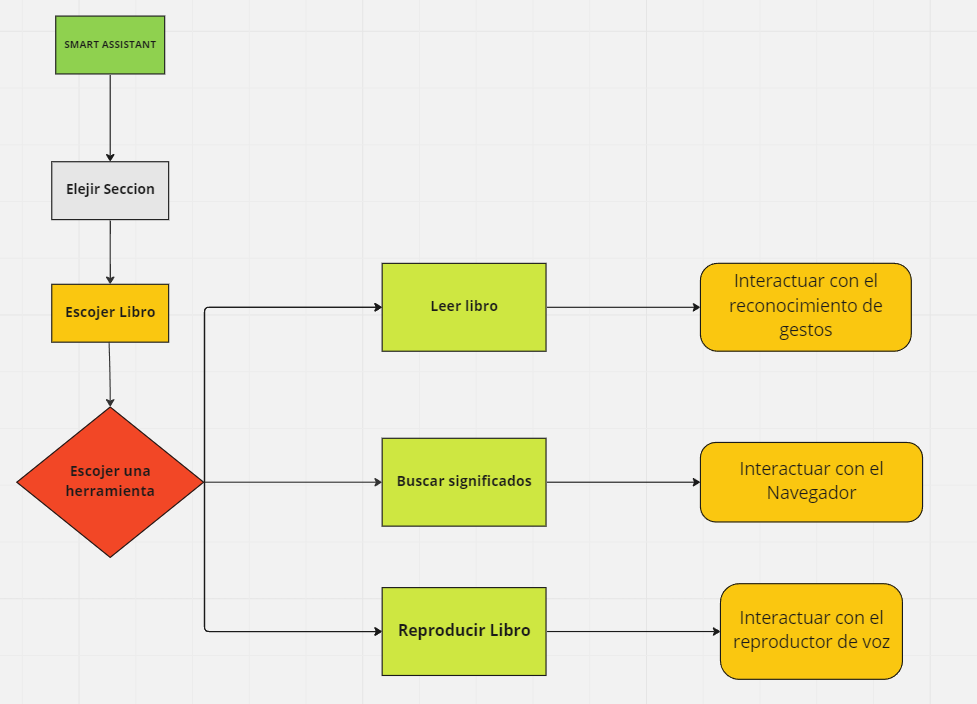 SMART ASSISTANT
Elejir Seccion
Escojer Libro
Escojer una
herramienta
Leer libro
Interactuar con el
reconocimiento de
gestos
Buscar significados
Interactuar con el
Navegador
Reproducir Libro
Interactuar con el
reproductor de voz